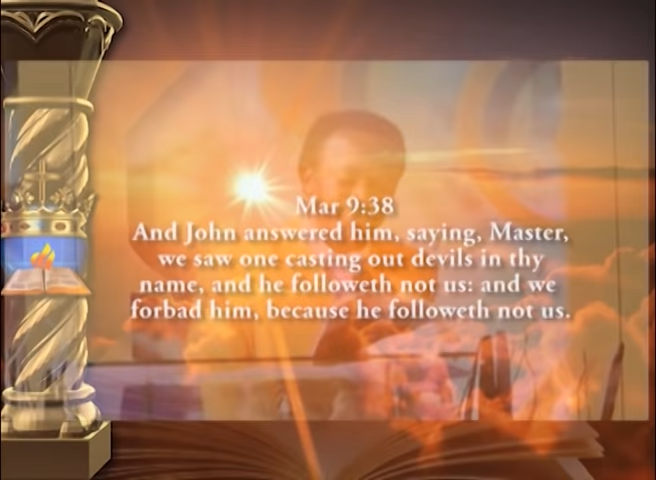 Mar 9:38
And John answered him, saying, Master,
we saw one casting out devils in thy
name, and he followeth not us: and we
forbad him, because he followeth not us.